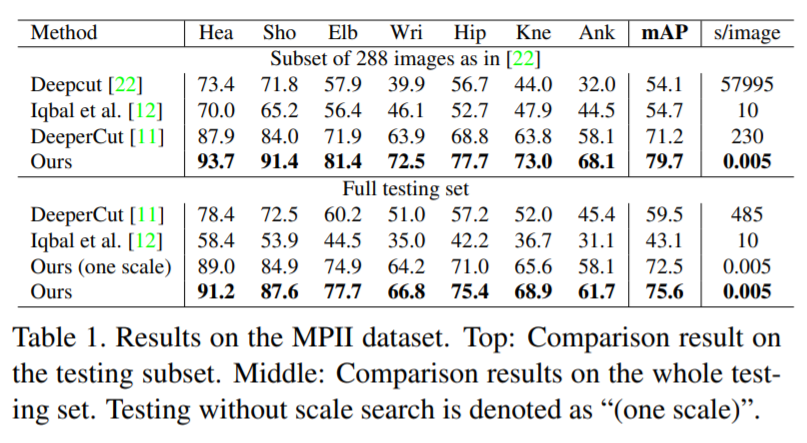 Method Hea Sho Elb Wri Hip Kne Ank mAP s/image
Subset of 288 images as in [22]
Deepcut [22] 73.4 71.8 57.9 39.9 56.7 44.0 32.0 54.1 57995
Iqbal et al. [12] 70.0 65.2 56.4 46.1 52.7 47.9 44.5 54.7 10
DeeperCut [11] 87.9 84.0 71.9 63.9 68.8 63.8 58.1 71.2 230
Ours 93.7 91.4 81.4 72.5 77.7 73.0 68.1 79.7 0.005
Full testing set
DeeperCut [11] 78.4 72.5 60.2 51.0 57.2 52.0 45.4 59.5 485
Iqbal et al. [12] 58.4 53.9 44.5 35.0 42.2 36.7 31.1 43.1 10
Ours (one scale) 89.0 84.9 74.9 64.2 71.0 65.6 58.1 72.5 0.005
Ours 91.2 87.6 77.7 66.8 75.4 68.9 61.7 75.6 0.005
Table 1. Results on the MPII dataset. Top: Comparison result on
the testing subset. Middle: Comparison results on the whole test-
ing set. Testing without scale search is denoted as “(one scale)”.